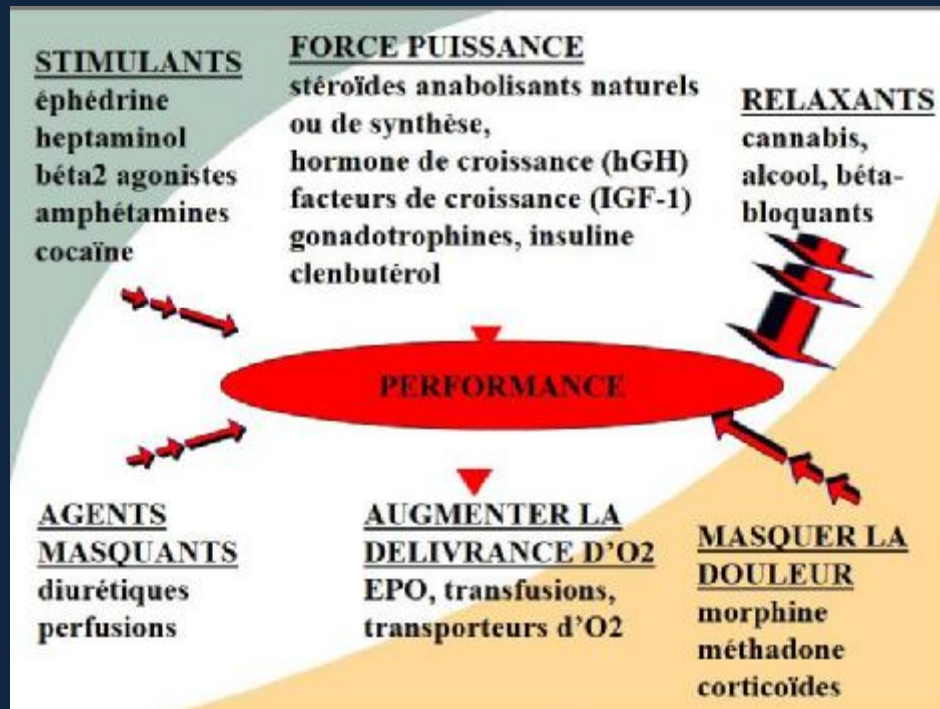 STIMULANTS
éphédrine
heptaminol
béta2 agonistes
amphétamines
cocaïne
FORCE PUISSANCE
stéroïdes anabolisants naturels
ou de synthèse,
hormone de croissance (hGH)
facteurs de croissance (IGF-1)
gonadotrophines, insuline
clenbutérol
RELAXANTS
cannabis,
alcool, béta-
bloquants
PERFORMANCE
AGENTS
MASQUANTS
diurétiques
perfusions
AUGMENTER LA
DELIVRANCE D'O2
EPO, transfusions,
transporteurs d'O2
MASQUER LA
DOULEUR
morphine
méthadone
corticoïdes